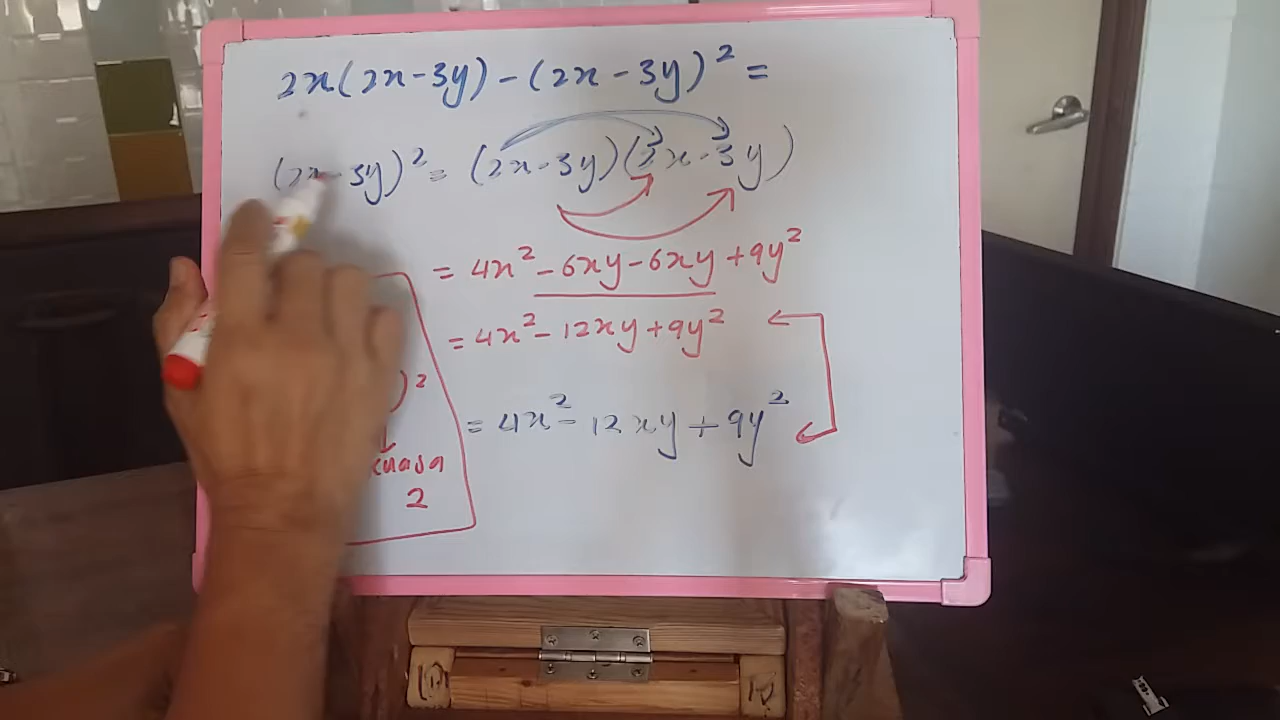 2x(2x-3y)-(2x-3y)² =
(2x-3y)² = (2x-3y)(2x-3y)
= 4x²-6xy-6xy+9y²
= 4x²-12xy+9y²
)²
= 4x²-12xy+9y²
kuasa
2